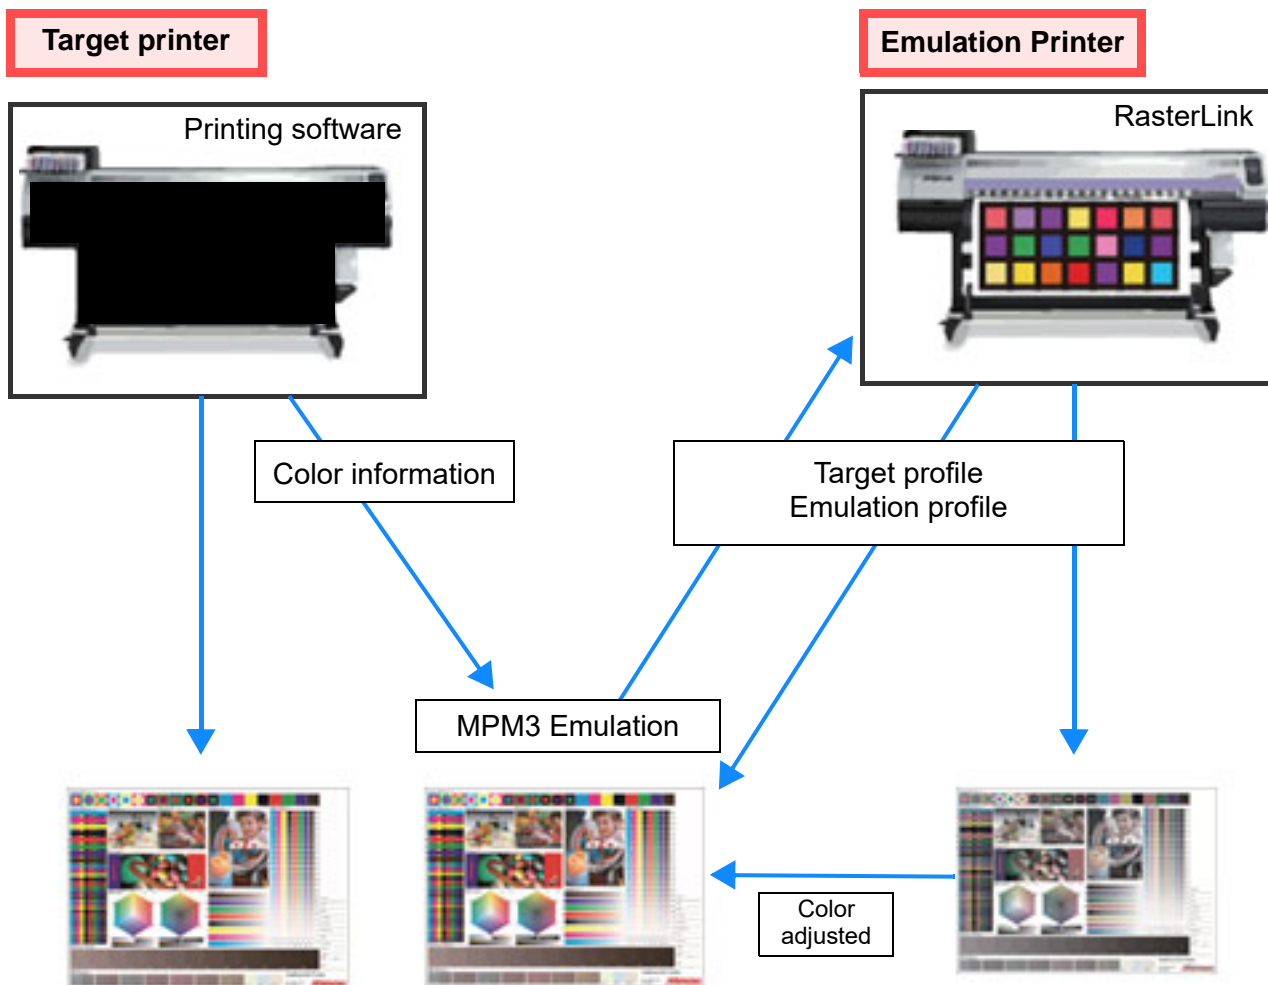 Target printer
Emulation Printer
Printing software
RasterLink
Color information
Target profile
Emulation profile
MPM3 Emulation
Color
adjusted